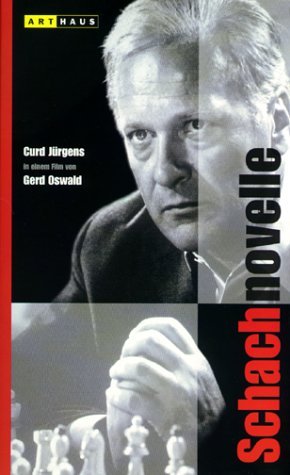 ARTHAUS
Curd Jürgens
in einem Film von
Gerd Oswald
Schachnovelle